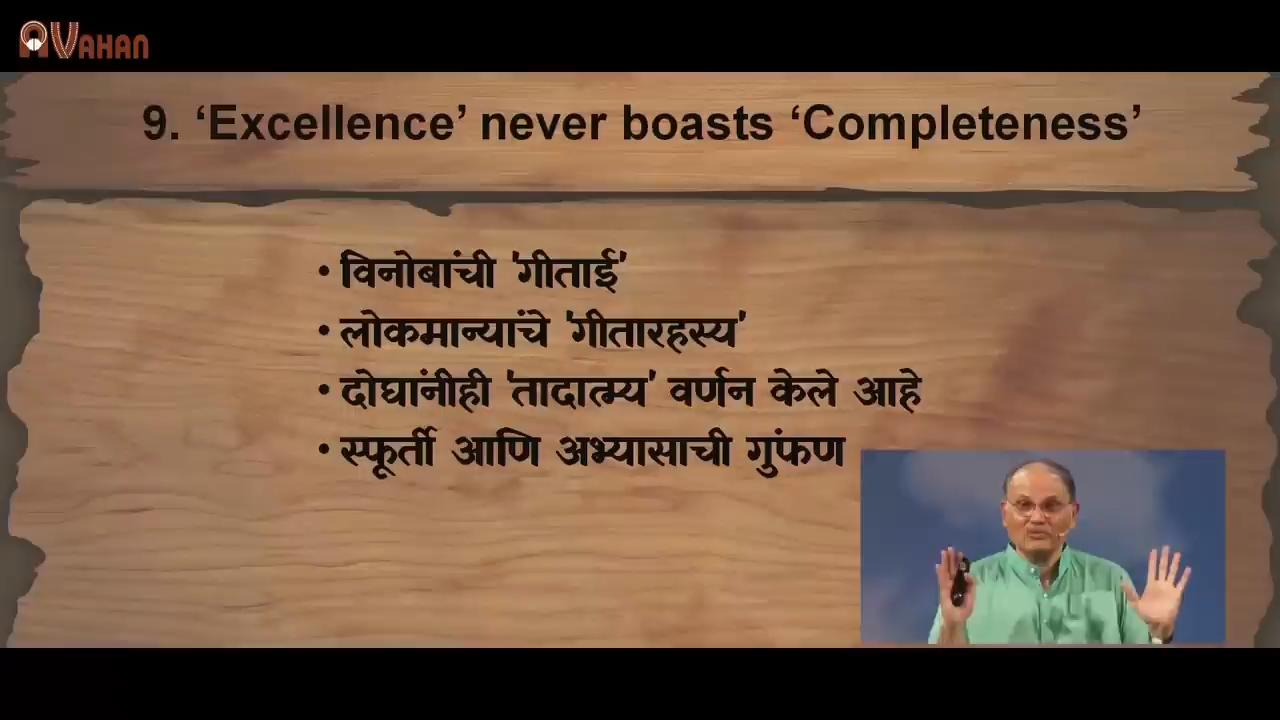 AVAHAN
9. ‘Excellence’ never boasts ‘Completeness’
• विनोबांची 'गीताई'
• लोकमान्यांचे 'गीतारहस्य'
• दोघांनीही 'तादात्म्य' वर्णन केले आहे
• स्फूर्ती आणि अभ्यासाची गुंफण